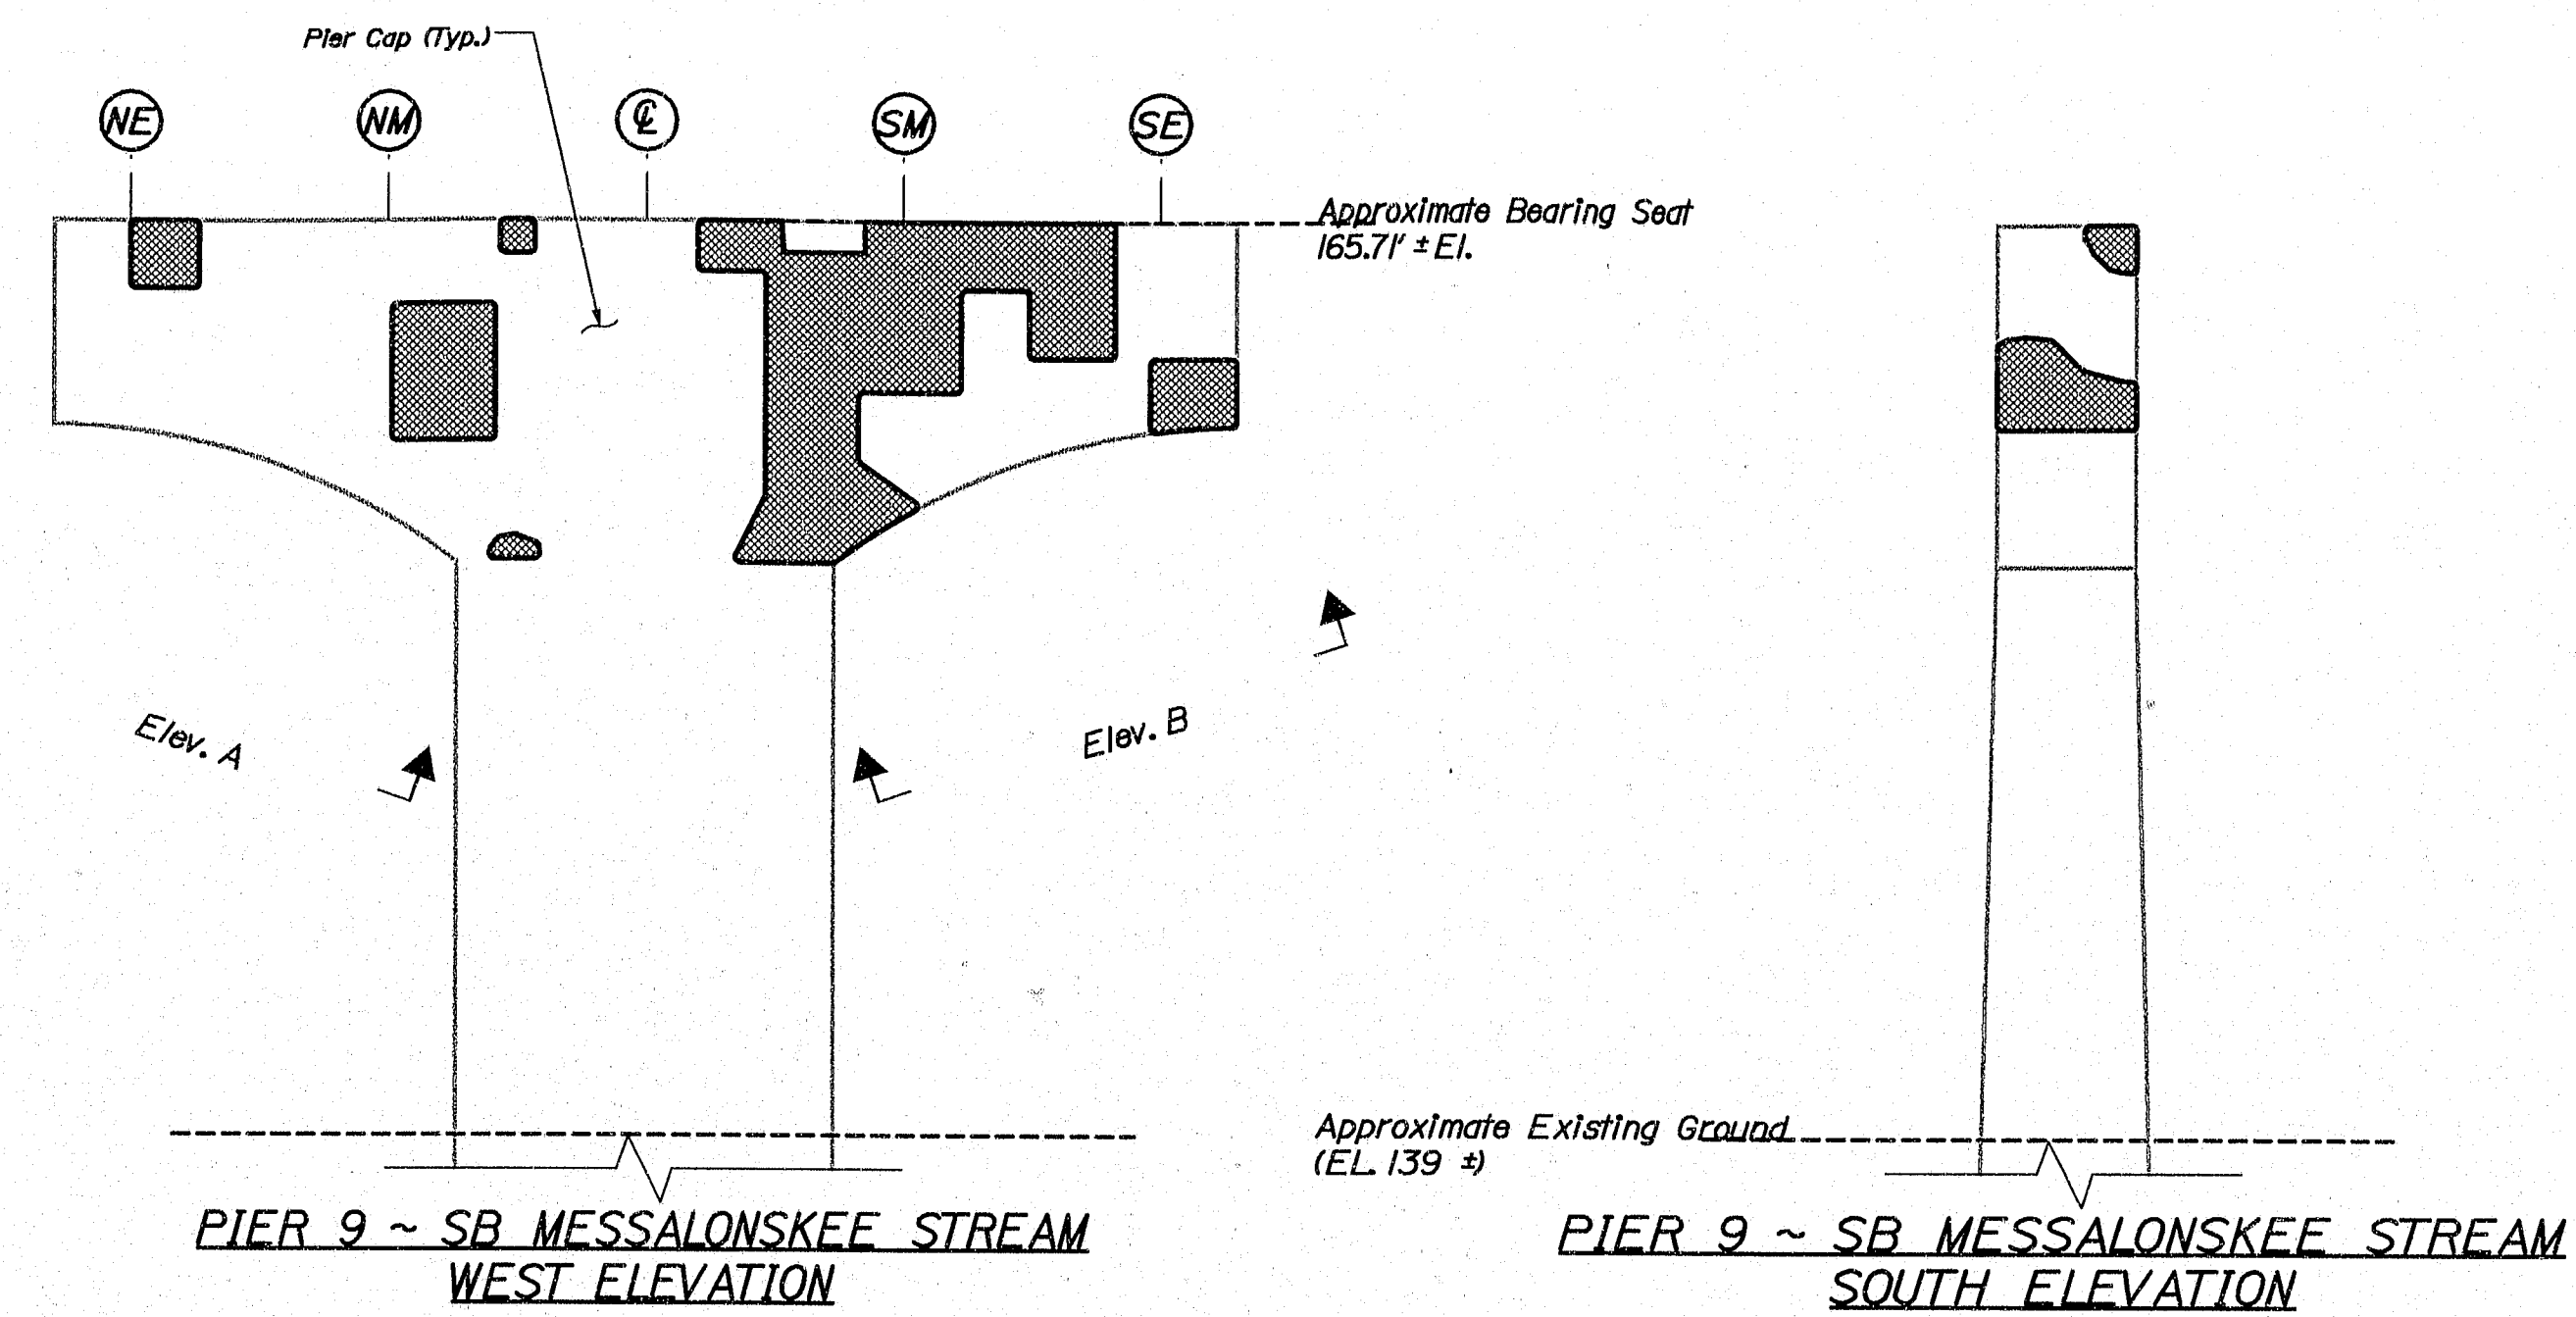 Pier Cap (Typ.)
NE
NM
℄
SM
SE
Approximate Bearing Seat
165.71' ± El.
Elev. A
Elev. B
Approximate Existing Ground
(EL. 139 ±)
PIER 9 ~ SB MESSALONSKEE STREAM
WEST ELEVATION
PIER 9 ~ SB MESSALONSKEE STREAM
SOUTH ELEVATION